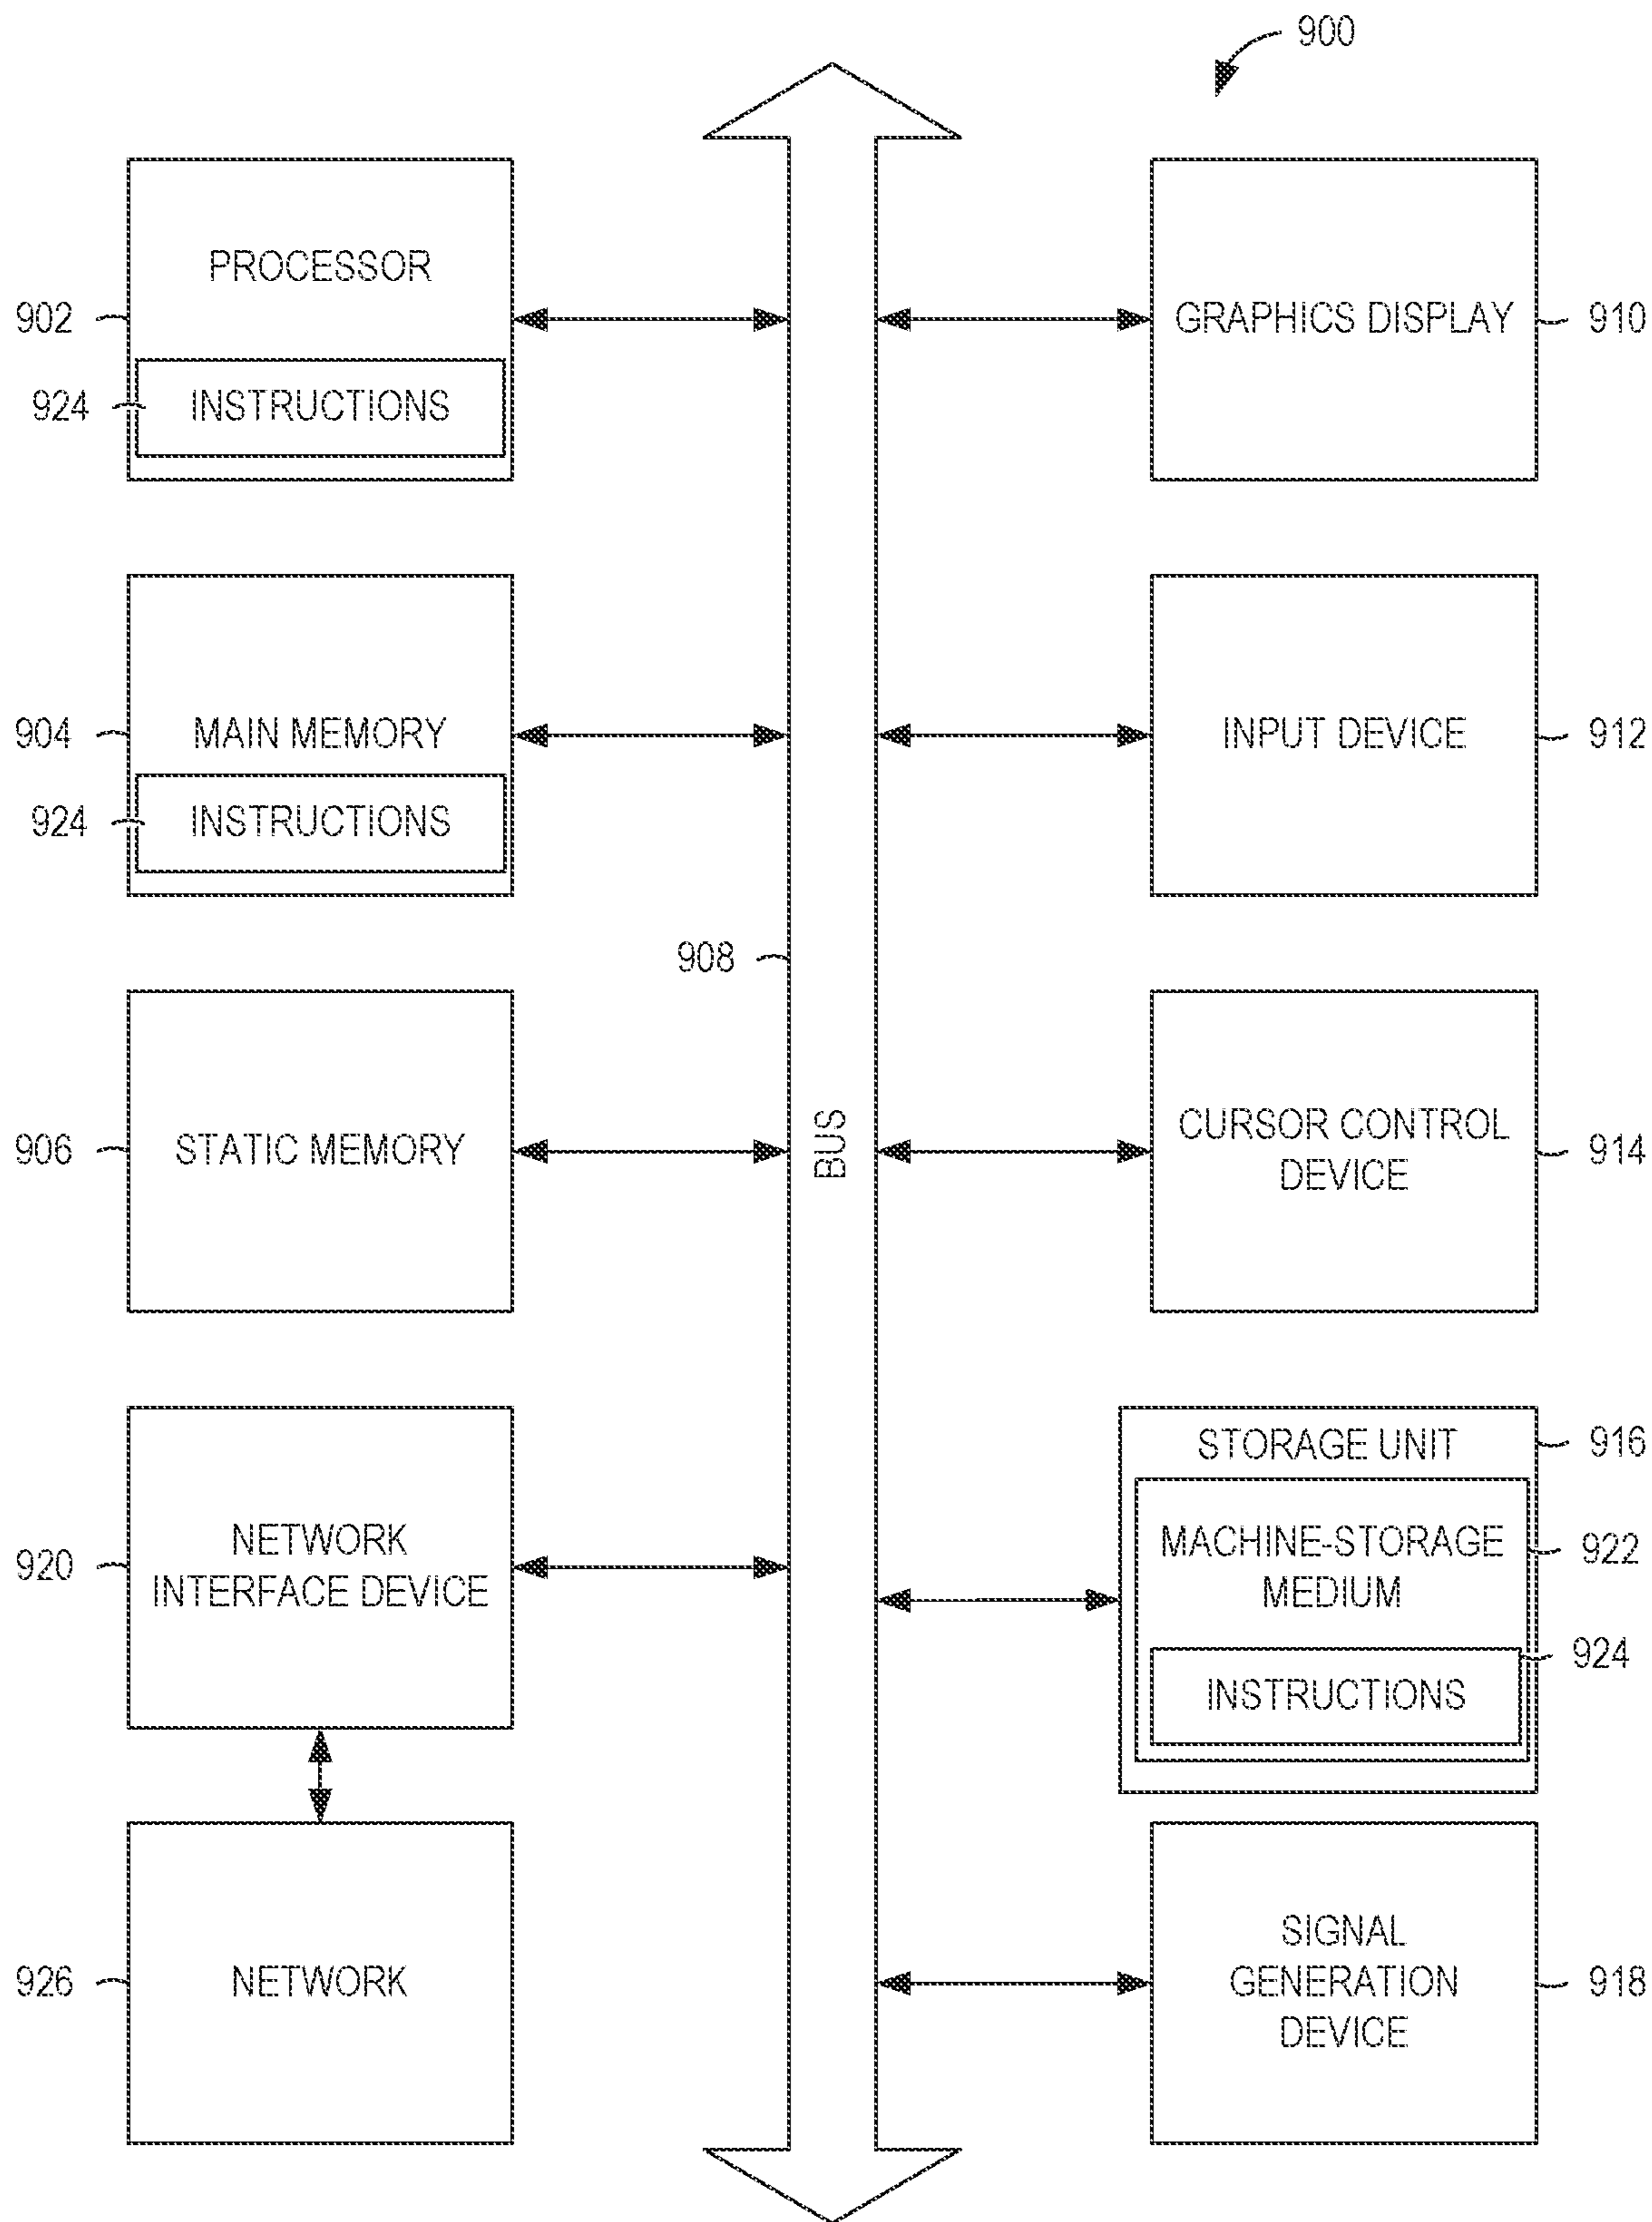 900
PROCESSOR
902
924
INSTRUCTIONS
GRAPHICS DISPLAY
910
904
MAIN MEMORY
924
INSTRUCTIONS
INPUT DEVICE
912
908
BUS
906
STATIC MEMORY
CURSOR CONTROL
DEVICE
914
920
NETWORK
INTERFACE DEVICE
STORAGE UNIT
916
MACHINE-STORAGE
MEDIUM
922
924
INSTRUCTIONS
926
NETWORK
SIGNAL
GENERATION
DEVICE
918